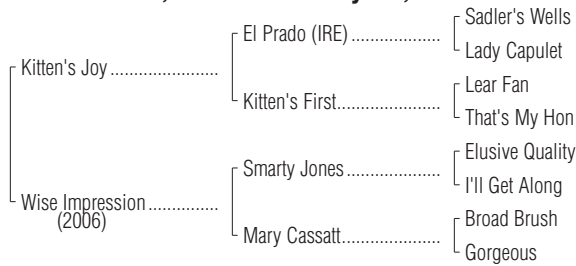 Sadler's Wells
El Prado (IRE) ....................
Lady Capulet
Kitten's Joy ........................
Lear Fan
Kitten's First.......................
That's My Hon
Elusive Quality
Smarty Jones .....................
I'll Get Along
Wise Impression ................
(2006)
Broad Brush
Mary Cassatt......................
Gorgeous